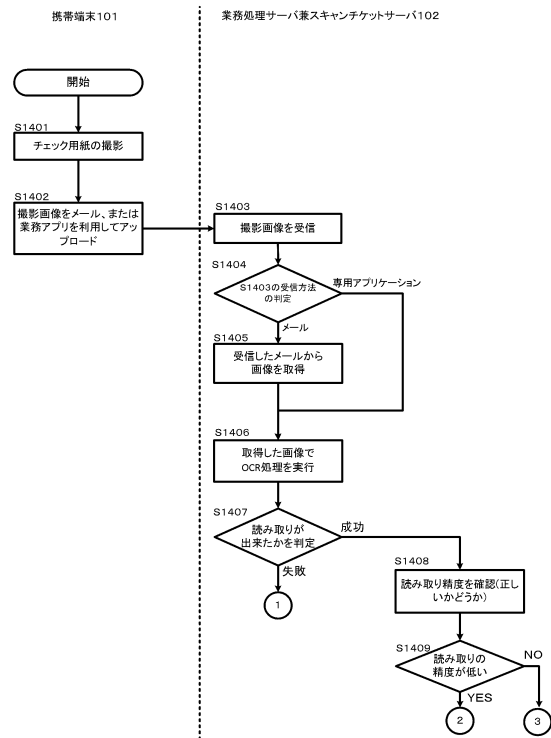 携帯端末101
業務処理サーバ兼スキャンチケットサーバ102
開始
S1401
チェック用紙の撮影
S1402
撮影画像をメール、または
業務アプリを利用してアッ
プロード
S1403
撮影画像を受信
S1404
S1403の受信方法
の判定
専用アプリケーション
メール
S1405
受信したメールから
画像を取得
S1406
取得した画像で
OCR処理を実行
S1407
読み取りが
出来たかを判定
成功
失敗
1
S1408
読み取り精度を確認(正し
いかどうか)
S1409
読み取りの
精度が低い
NO
YES
2
3